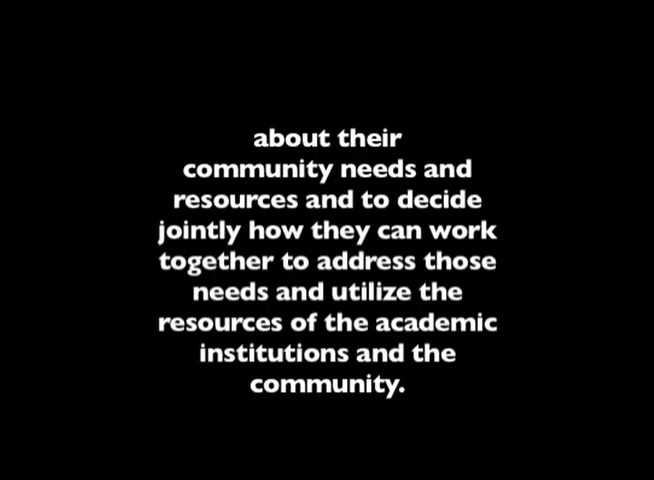 about their
community needs and
resources and to decide
jointly how they can work
together to address those
needs and utilize the
resources of the academic
institutions and the
community.